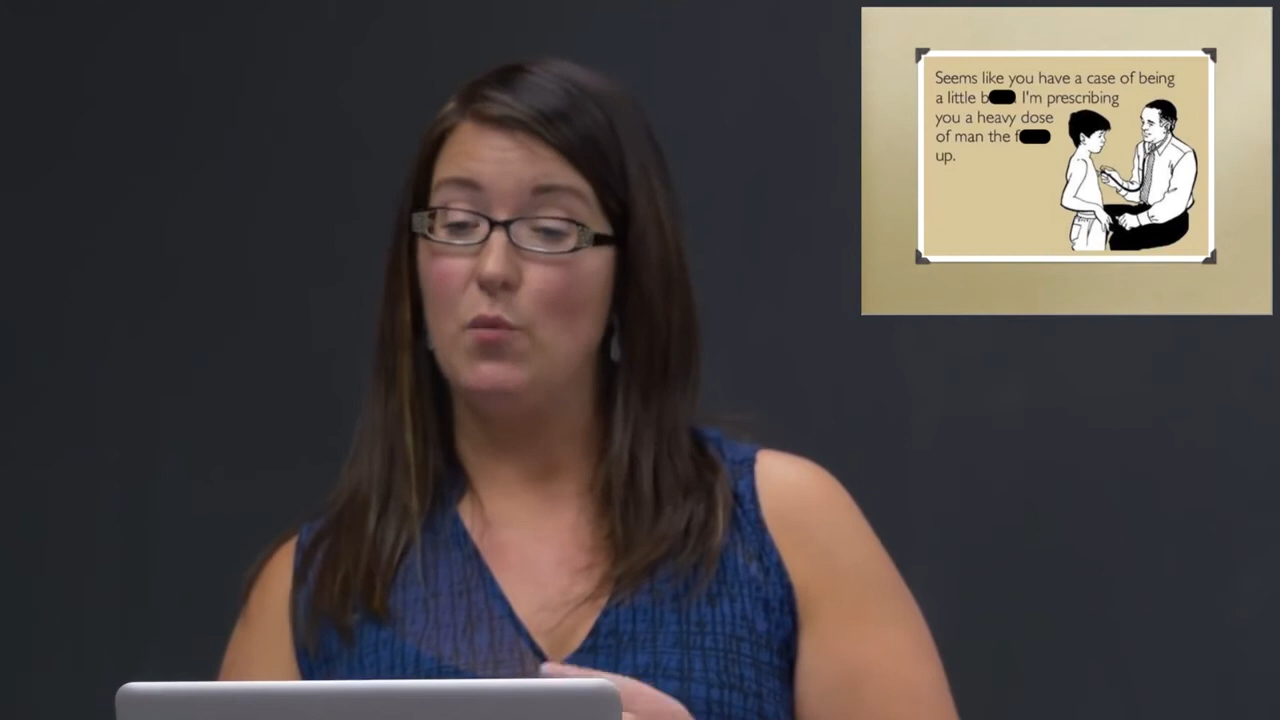 Seems like you have a case of being
a little b I'm prescribing
you a heavy dose
of man the f
up.